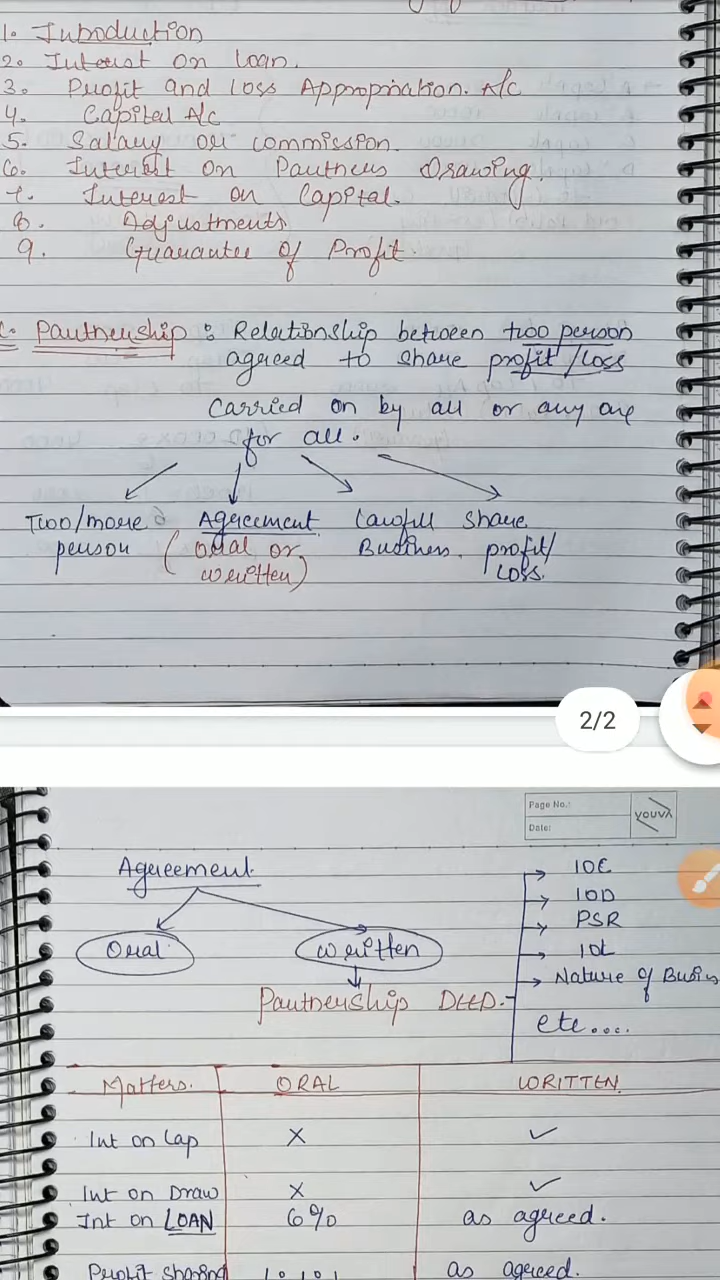 1. Introduction
2. Interest on loan.
3. Profit and Loss Appropriation. A/c
4. Capital A/c
5. Salary or commission.
6. Interest on Partners Drawing.
7. Interest on Capital.
8. Adjustments
9. Guarantee of Profit.
Partnership : Relationship between two person
agreed to share profit/loss
Carried on by all or any one
for all.
Two/more Agreement Lawfull Share
person (oral or Business. profit/
written) Loss.
2/2
Page No.:
Date:
YOUVA
Agreement.
Oral.
written
Partnership DEED.
IOC
IOD
PSR
IOL
Nature of Busin
etc....
Matters. ORAL WRITTEN
Int on Cap X ✓
Int on Draw X ✓
Int on LOAN 6% as agreed.
Profit Sharing as agreed.